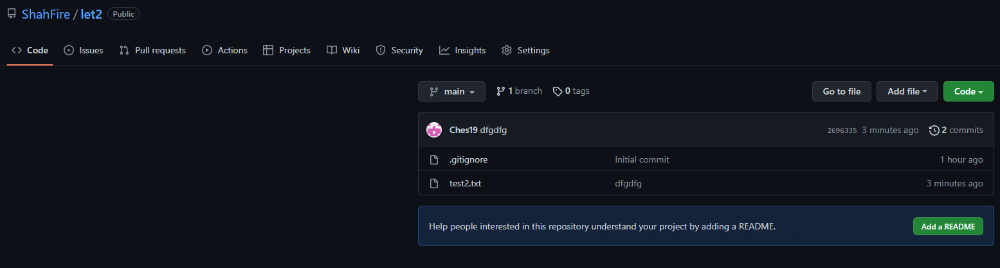 ShahFire / let2 Public
Code Issues Pull requests Actions Projects Wiki Security Insights Settings
main 1 branch 0 tags Go to file Add file Code
Ches19 dfgdfg 2696335 3 minutes ago 2 commits
.gitignore Initial commit 1 hour ago
test2.txt dfgdfg 3 minutes ago
Help people interested in this repository understand your project by adding a README. Add a README